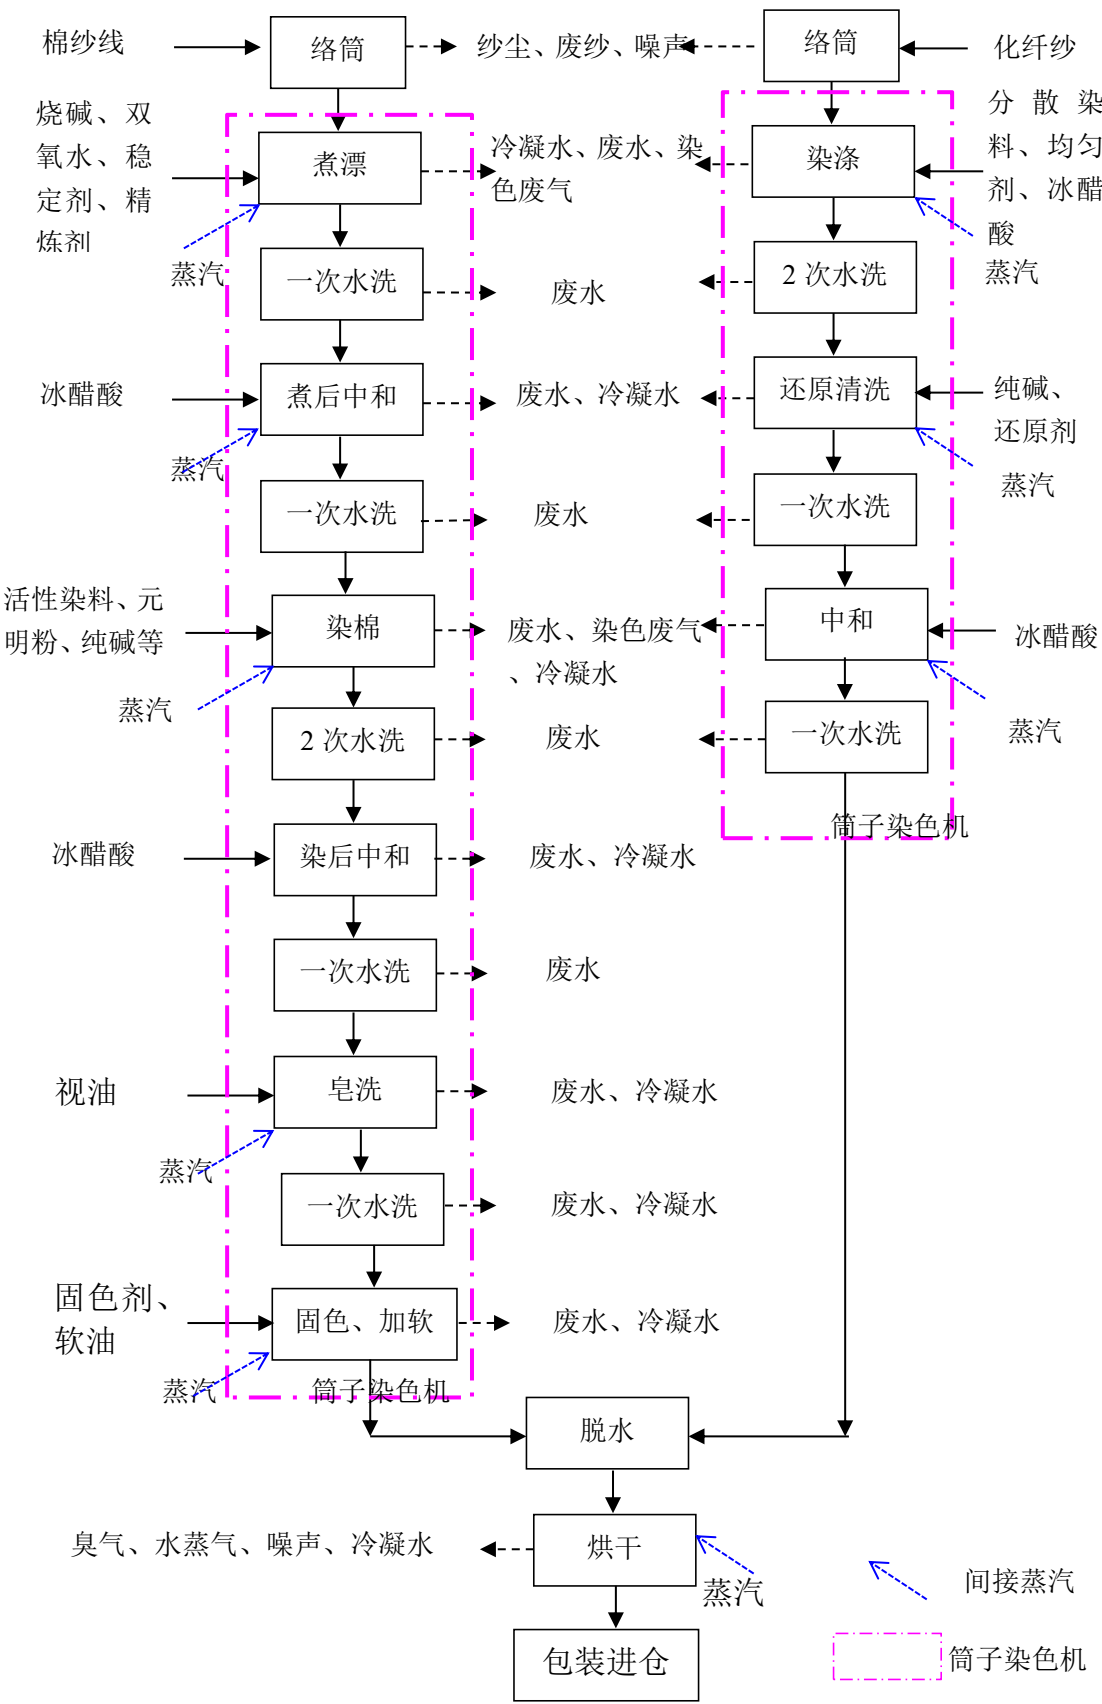 棉纱线
络筒
纱尘、废纱、噪声
络筒
化纤纱
烧碱、双
氧水、稳
定剂、精
炼剂
煮漂
冷凝水、废水、染
色废气
染涤
分散染
料、均匀
剂、冰醋
酸
蒸汽
一次水洗
废水
2 次水洗
蒸汽
冰醋酸
煮后中和
废水、冷凝水
还原清洗
纯碱、
还原剂
蒸汽
一次水洗
废水
一次水洗
蒸汽
活性染料、元
明粉、纯碱等
染棉
废水、染色废气
、冷凝水
中和
冰醋酸
蒸汽
2 次水洗
废水
一次水洗
蒸汽
筒子染色机
冰醋酸
染后中和
废水、冷凝水
一次水洗
废水
视油
皂洗
废水、冷凝水
蒸汽
一次水洗
废水、冷凝水
固色剂、
软油
固色、加软
废水、冷凝水
蒸汽
筒子染色机
脱水
臭气、水蒸气、噪声、冷凝水
烘干
蒸汽
间接蒸汽
包装进仓
筒子染色机